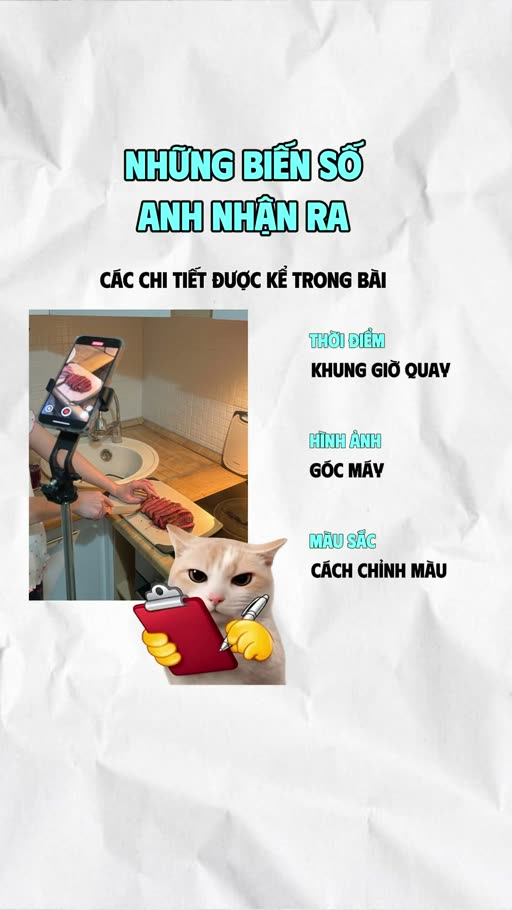 NHỮNG BIẾN SỐ
ANH NHẬN RA
CÁC CHI TIẾT ĐƯỢC KỂ TRONG BÀI
THỜI ĐIỂM
KHUNG GIỜ QUAY
HÌNH ẢNH
GÓC MÁY
MÀU SẮC
CÁCH CHỈNH MÀU